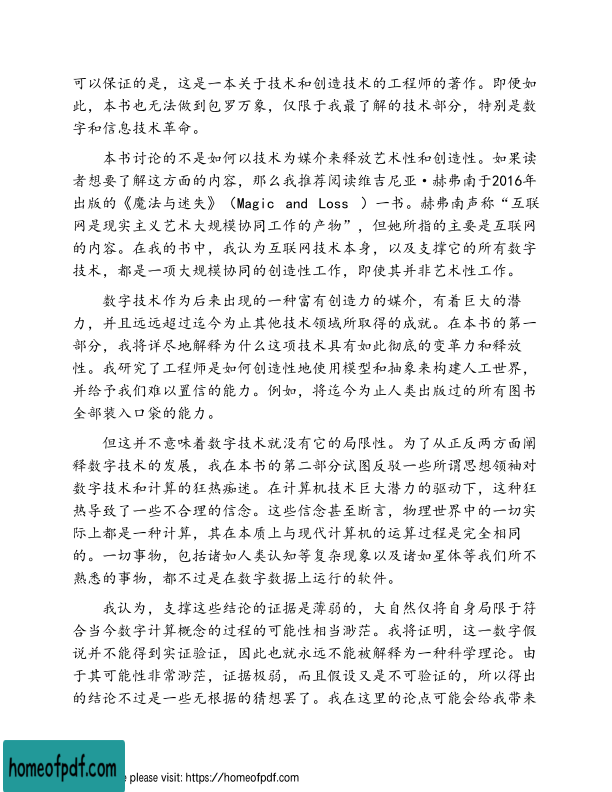 可以保证的是，这是一本关于技术和创造技术的工程师的著作。即便如
此，本书也无法做到包罗万象，仅限于我最了解的技术部分，特别是数
字和信息技术革命。
本书讨论的不是如何以技术为媒介来释放艺术性和创造性。如果读
者想要了解这方面的内容，那么我推荐阅读维吉尼亚·赫弗南于2016年
出版的《魔法与迷失》（Magic and Loss ）一书。赫弗南声称“互联
网是现实主义艺术大规模协同工作的产物”，但她所指的主要是互联网
的内容。在我的书中，我认为互联网技术本身，以及支撑它的所有数字
技术，都是一项大规模协同的创造性工作，即使其并非艺术性工作。
数字技术作为后来出现的一种富有创造力的媒介，有着巨大的潜
力，并且远远超过迄今为止其他技术领域所取得的成就。在本书的第一
部分，我将详尽地解释为什么这项技术具有如此彻底的变革力和释放
性。我研究了工程师是如何创造性地使用模型和抽象来构建人工世界，
并给予我们难以置信的能力。例如，将迄今为止人类出版过的所有图书
全部装入口袋的能力。
但这并不意味着数字技术就没有它的局限性。为了从正反两方面阐
释数字技术的发展，我在本书的第二部分试图反驳一些所谓思想领袖对
数字技术和计算的狂热痴迷。在计算机技术巨大潜力的驱动下，这种狂
热导致了一些不合理的信念。这些信念甚至断言，物理世界中的一切实
际上都是一种计算，其在本质上与现代计算机的运算过程是完全相同
的。一切事物，包括诸如人类认知等复杂现象以及诸如星体等我们所不
熟悉的事物，都不过是在数字数据上运行的软件。
我认为，支撑这些结论的证据是薄弱的，大自然仅将自身局限于符
合当今数字计算概念的过程的可能性相当渺茫。我将证明，这一数字假
说并不能得到实证验证，因此也就永远不能被解释为一种科学理论。由
于其可能性非常渺茫，证据极弱，而且假设又是不可验证的，所以得出
的结论不过是一些无根据的猜想罢了。我在这里的论点可能会给我带来
homeofpdf.com
please visit: https://homeofpdf.com